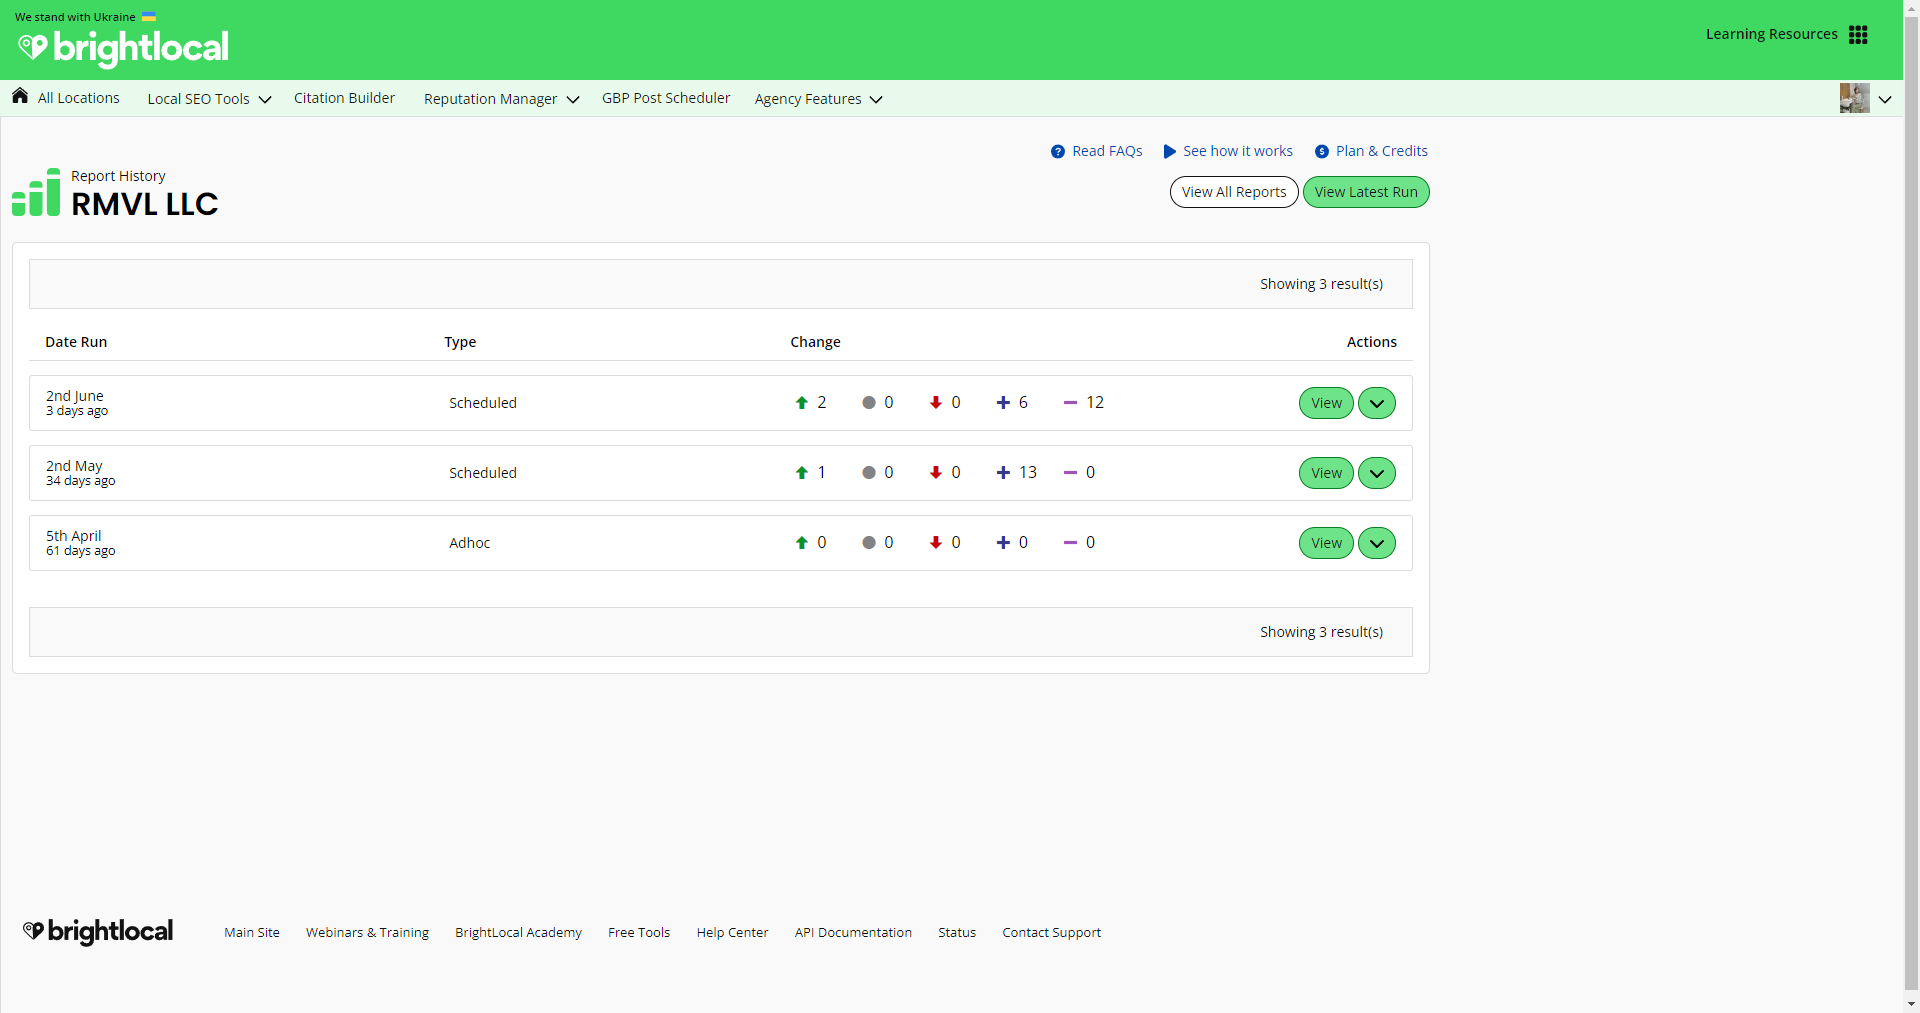 We stand with Ukraine
brightlocal
Learning Resources
All Locations
Local SEO Tools
Citation Builder
Reputation Manager
GBP Post Scheduler
Agency Features
Read FAQs
See how it works
Plan & Credits
Report History
RMVL LLC
View All Reports
View Latest Run
Showing 3 result(s)
Date Run Type Change Actions
2nd June
3 days ago
Scheduled 2 0 0 6 12 View
2nd May
34 days ago
Scheduled 1 0 0 13 0 View
5th April
61 days ago
Adhoc 0 0 0 0 0 View
Showing 3 result(s)
brightlocal
Main Site Webinars & Training BrightLocal Academy Free Tools Help Center API Documentation Status Contact Support